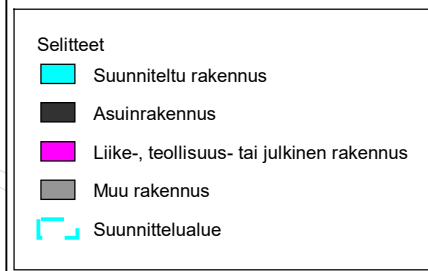 Selitteet
Suunniteltu rakennus
Asuinrakennus
Liike-, teollisuus- tai julkinen rakennus
Muu rakennus
Suunnittelualue